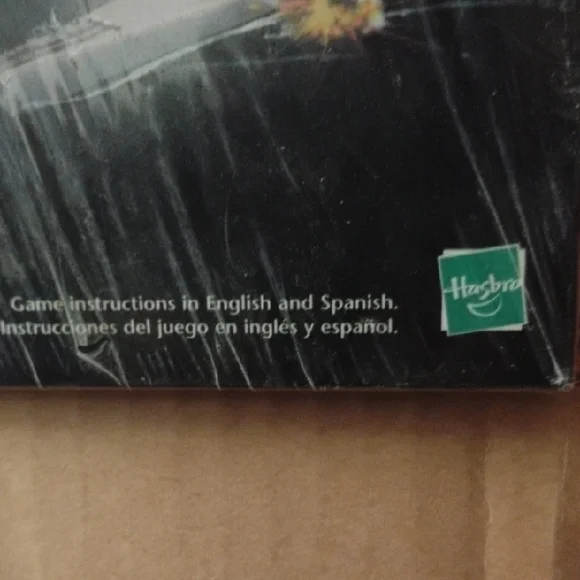 Game instructions in English and Spanish.
Instrucciones del juego en inglés y español.
Hasbro